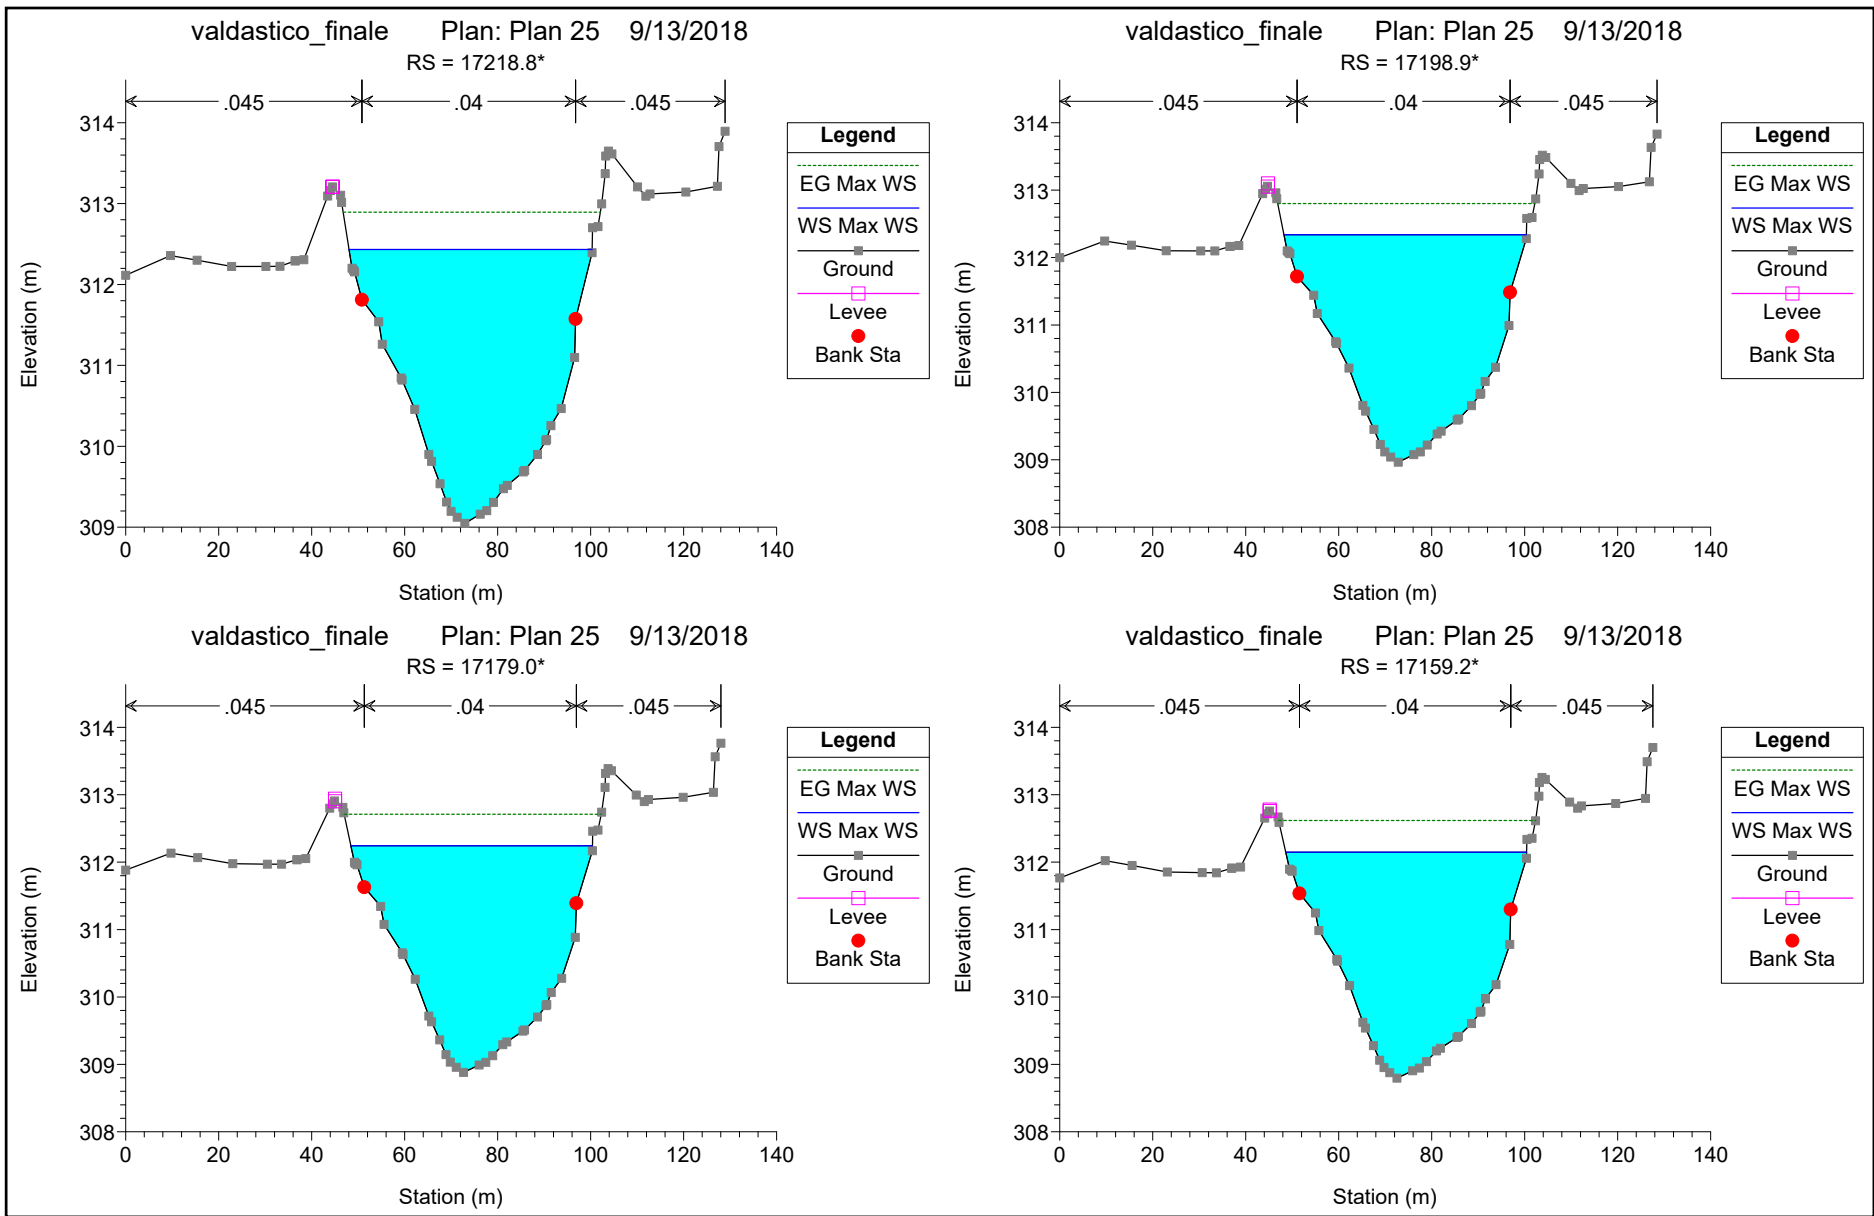 valdastico_finale Plan: Plan 25 9/13/2018
RS = 17218.8*
.045 .04 .045
314
313
312
311
310
309
0 20 40 60 80 100 120 140
Elevation (m)
Station (m)
Legend
EG Max WS
WS Max WS
Ground
Levee
Bank Sta
valdastico_finale Plan: Plan 25 9/13/2018
RS = 17198.9*
.045 .04 .045
314
313
312
311
310
309
308
0 20 40 60 80 100 120 140
Elevation (m)
Station (m)
Legend
EG Max WS
WS Max WS
Ground
Levee
Bank Sta
valdastico_finale Plan: Plan 25 9/13/2018
RS = 17179.0*
.045 .04 .045
314
313
312
311
310
309
308
0 20 40 60 80 100 120 140
Elevation (m)
Station (m)
Legend
EG Max WS
WS Max WS
Ground
Levee
Bank Sta
valdastico_finale Plan: Plan 25 9/13/2018
RS = 17159.2*
.045 .04 .045
314
313
312
311
310
309
308
0 20 40 60 80 100 120 140
Elevation (m)
Station (m)
Legend
EG Max WS
WS Max WS
Ground
Levee
Bank Sta